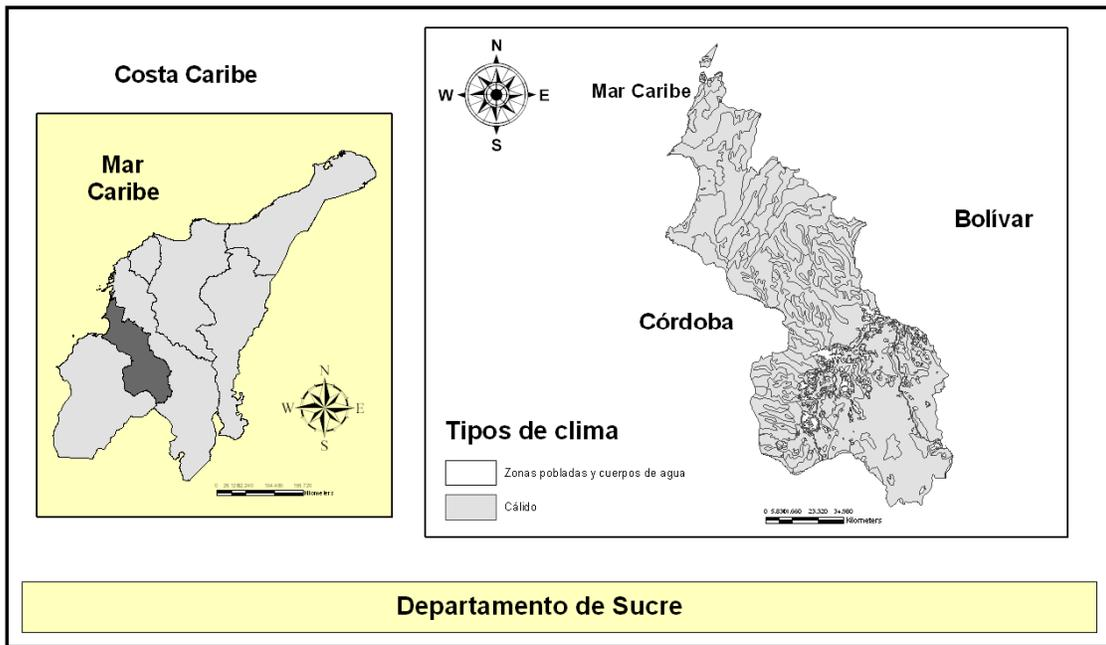 Costa Caribe
Mar
Caribe
N
W E
S
Kilometers
N
W E
S
Mar Caribe
Bolívar
Córdoba
Tipos de clima
Zonas pobladas y cuerpos de agua
Cálido
Kilometers
Departamento de Sucre